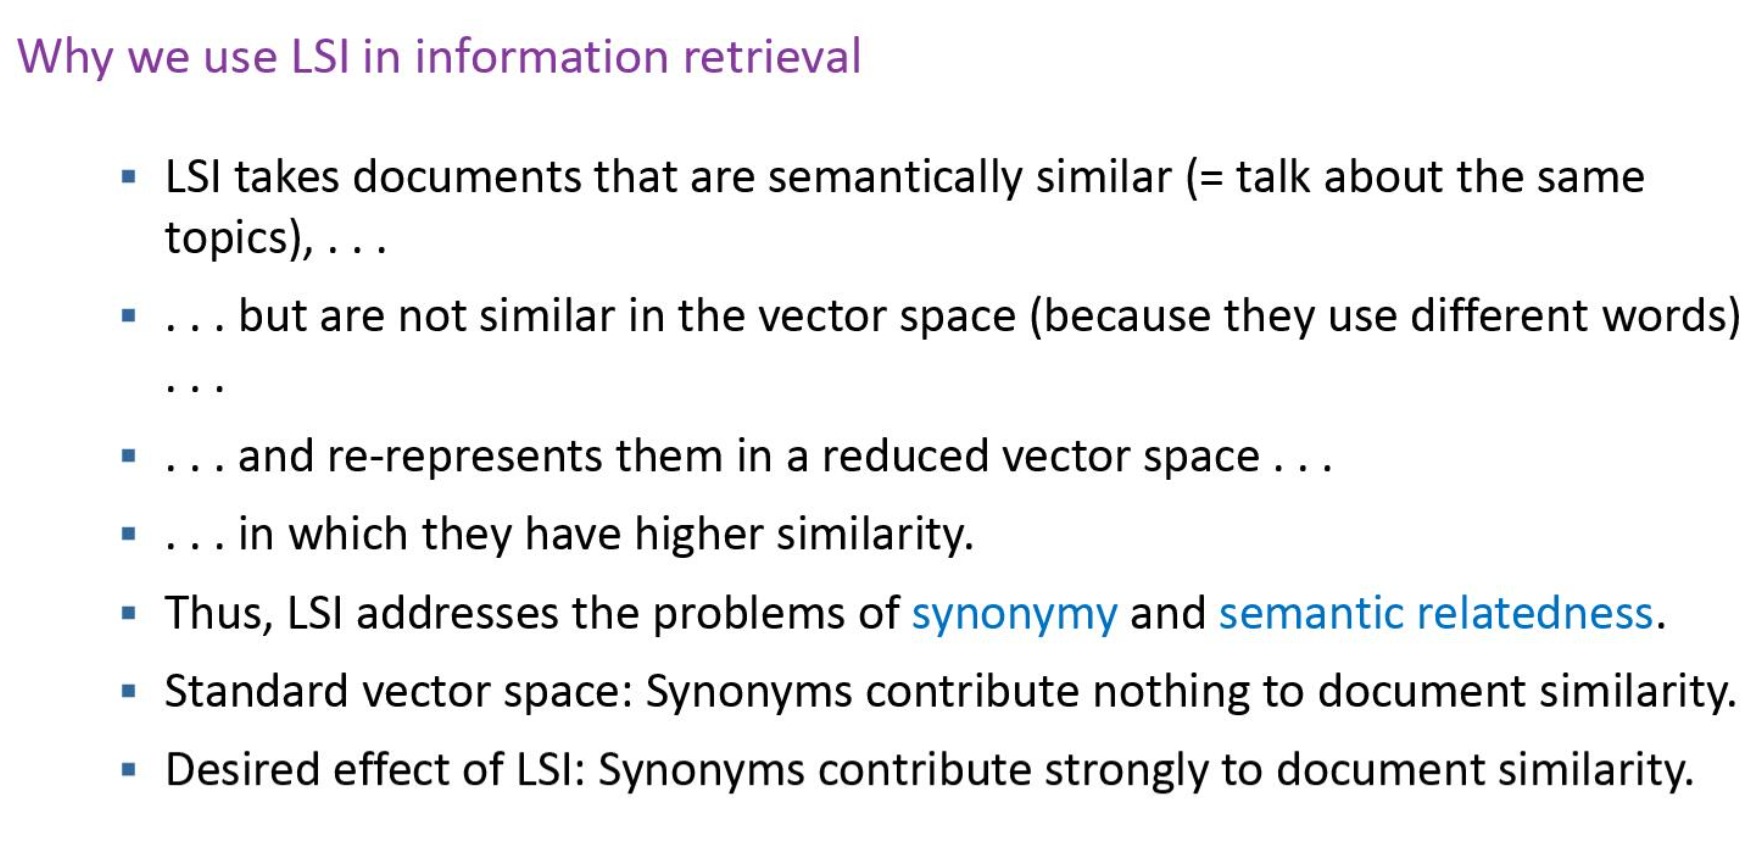 Why we use LSI in information retrieval
▪ LSI takes documents that are semantically similar (= talk about the same
topics), . . .
▪ . . . but are not similar in the vector space (because they use different words)
. . .
▪ . . . and re-represents them in a reduced vector space . . .
▪ . . . in which they have higher similarity.
▪ Thus, LSI addresses the problems of synonymy and semantic relatedness.
▪ Standard vector space: Synonyms contribute nothing to document similarity.
▪ Desired effect of LSI: Synonyms contribute strongly to document similarity.